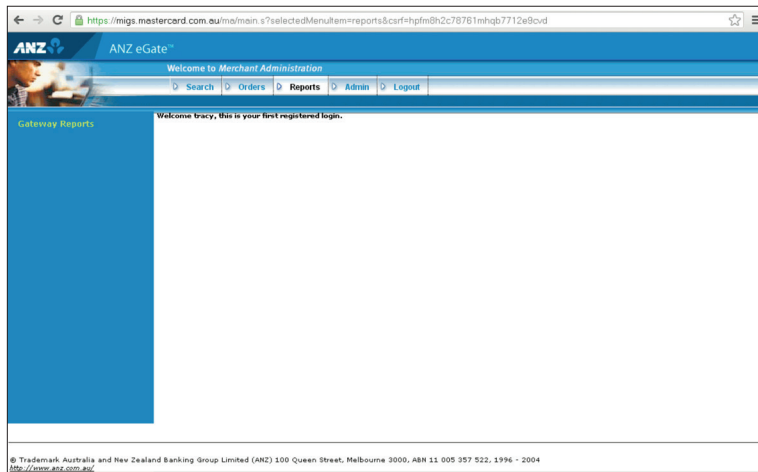 https://migs.mastercard.com.au/ma/main.s?selectedMenuItem=reports&csrf=hpfm8h2c78761mhqb7712e9cvd
ANZ ANZ eGate™
Welcome to Merchant Administration
Search Orders Reports Admin Logout
Gateway Reports
Welcome tracy, this is your first registered login.
® Trademark Australia and New Zealand Banking Group Limited (ANZ) 100 Queen Street, Melbourne 3000, ABN 11 005 357 522, 1996 - 2004
http://www.anz.com.au/